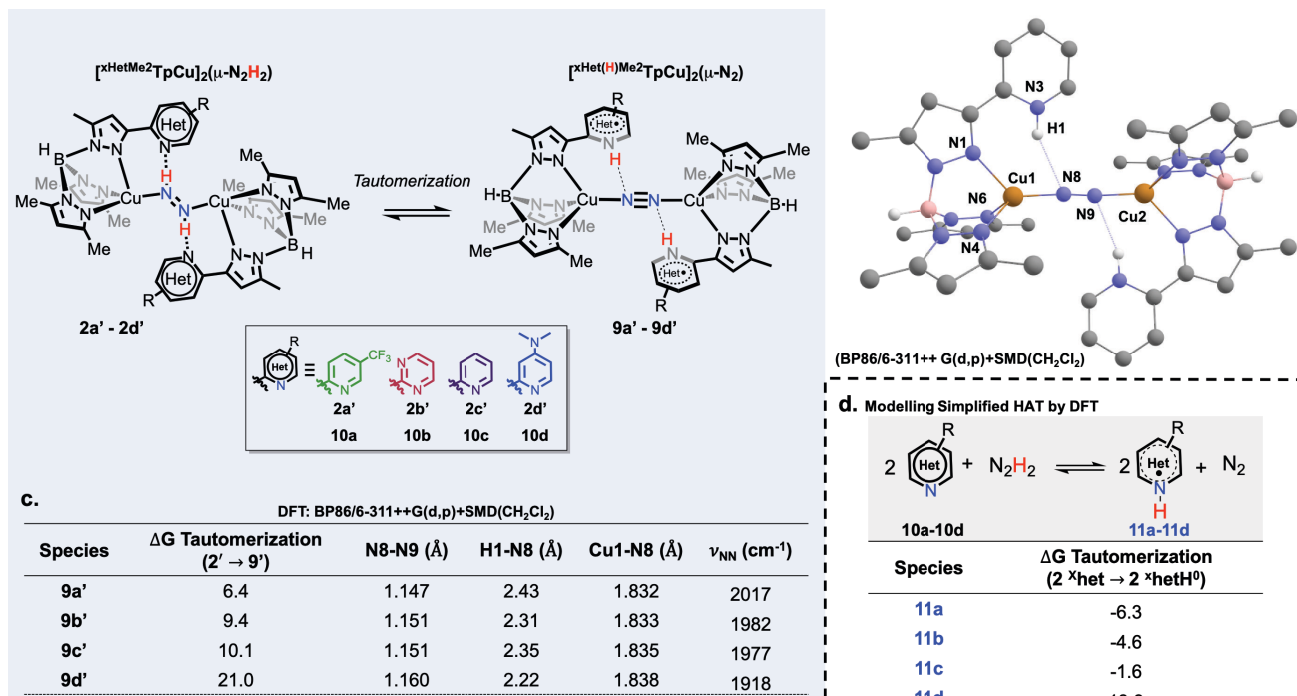 [xHetMe2TpCu]2(μ-N2H2)
[xHet(H)Me2TpCu]2(μ-N2)
Tautomerization
Het
R
Het
R
Me
Me
Me
Me
Me
Me
H
B
N
N
N
N
Cu
N
N
Cu
H
H
B
H
Me
Me
Me
Me
Me
Me
Me
Me
H·B
N
N
Cu
N
N
Cu
B·H
Het•
R
H
H
Het•
R
2a' - 2d'
9a' - 9d'
R
Het
N
≡
CF3
N
N
N
N
N
N
2a' 2b' 2c' 2d'
10a 10b 10c 10d
N3
H1
N1
Cu1
N8
N6
N9
Cu2
N4
(BP86/6-311++ G(d,p)+SMD(CH2Cl2)
c.
DFT: BP86/6-311++G(d,p)+SMD(CH2Cl2)
Species ΔG Tautomerization (2′ → 9′) N8-N9 (Å) H1-N8 (Å) Cu1-N8 (Å) νNN (cm-1)
9a' 6.4 1.147 2.43 1.832 2017
9b' 9.4 1.151 2.31 1.833 1982
9c' 10.1 1.151 2.35 1.835 1977
9d' 21.0 1.160 2.22 1.838 1918
d. Modelling Simplified HAT by DFT
R
R
2 Het + N2H2 2 Het + N2
N
N
H
10a-10d 11a-11d
Species ΔG Tautomerization
(2 Xhet → 2 xhetH0)
11a -6.3
11b -4.6
11c -1.6